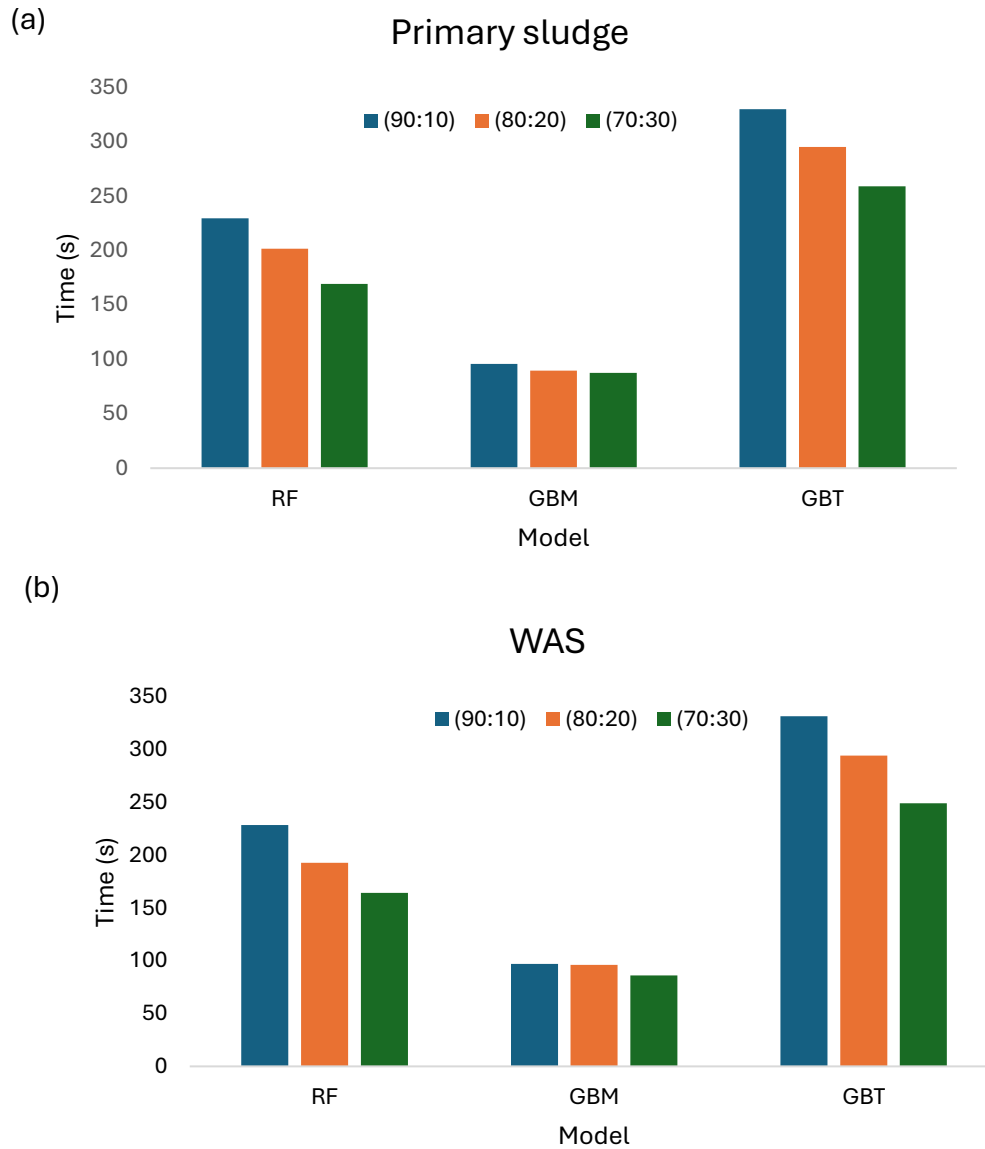 (a)
Primary sludge
350
(90:10) (80:20) (70:30)
300
250
200
150
100
50
0
Time (s)
RF GBM GBT
Model
(b)
WAS
350
(90:10) (80:20) (70:30)
300
250
200
150
100
50
0
Time (s)
RF GBM GBT
Model